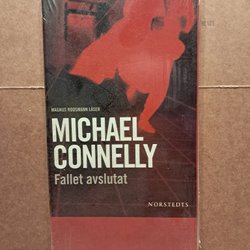 MAGNUS ROOSMANN LÄSER
MICHAEL
CONNELLY
Fallet avslutat
NORSTEDTS